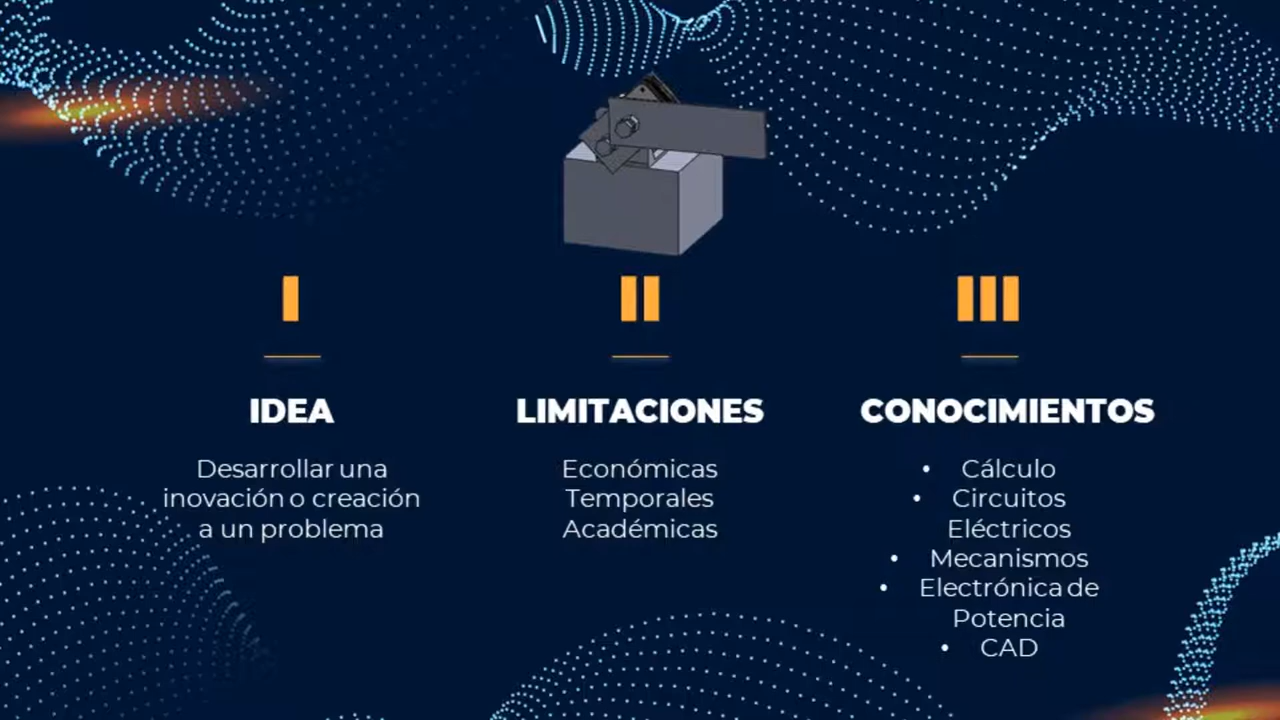 I
IDEA
Desarrollar una
inovación o creación
a un problema
II
LIMITACIONES
Económicas
Temporales
Académicas
III
CONOCIMIENTOS
• Cálculo
• Circuitos
Eléctricos
• Mecanismos
• Electrónica de
Potencia
• CAD